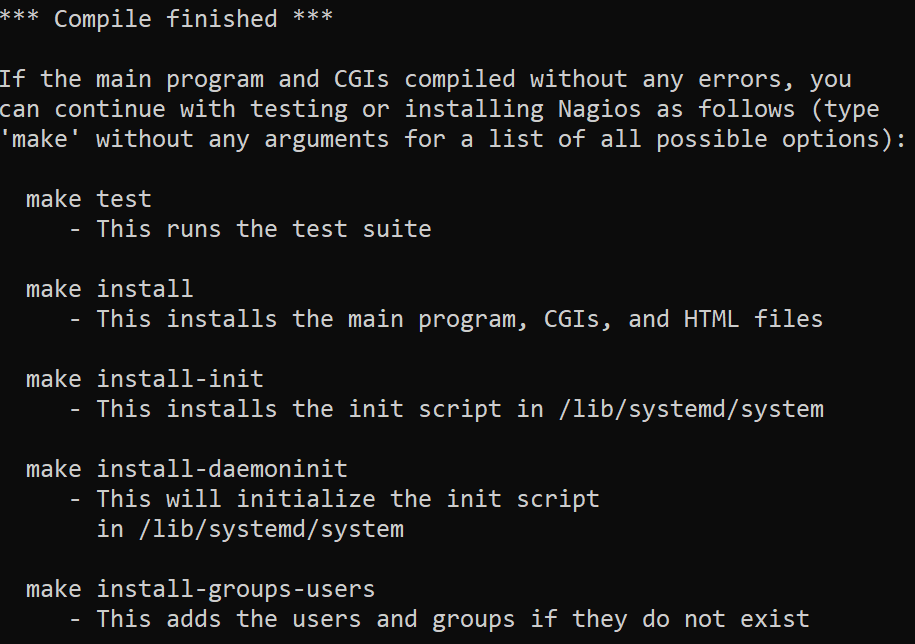 *** Compile finished ***
If the main program and CGIs compiled without any errors, you
can continue with testing or installing Nagios as follows (type
'make' without any arguments for a list of all possible options):
make test
- This runs the test suite
make install
- This installs the main program, CGIs, and HTML files
make install-init
- This installs the init script in /lib/systemd/system
make install-daemoninit
- This will initialize the init script
in /lib/systemd/system
make install-groups-users
- This adds the users and groups if they do not exist